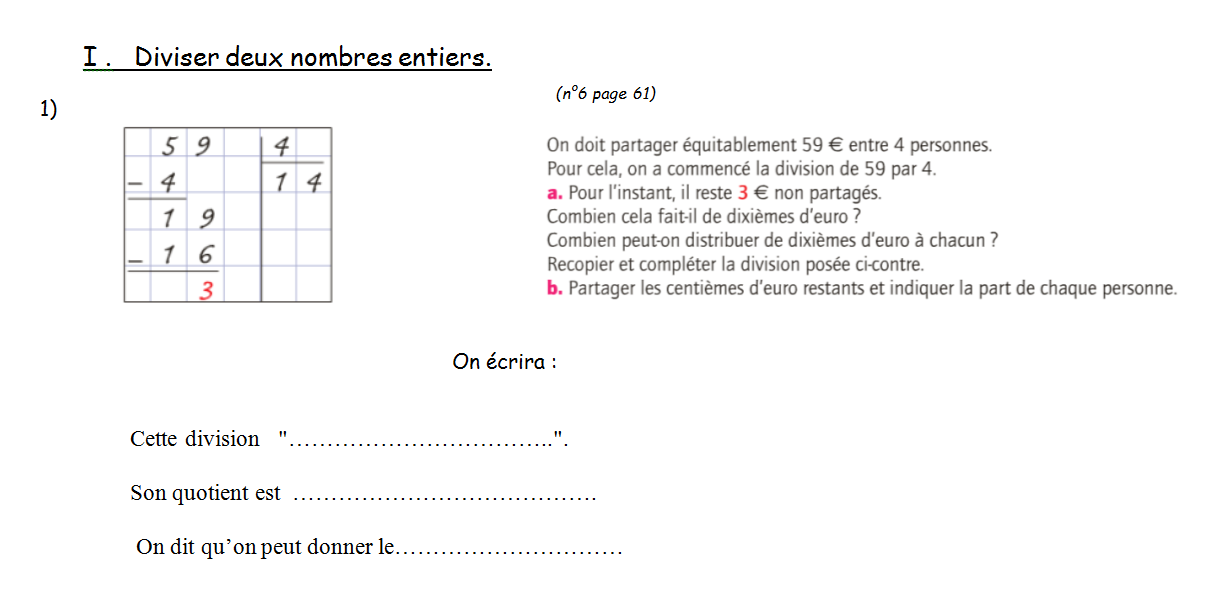 I . Diviser deux nombres entiers.
(n°6 page 61)
1)
5 9 4
– 4 1 4
1 9
– 1 6
3
On doit partager équitablement 59 € entre 4 personnes.
Pour cela, on a commencé la division de 59 par 4.
a. Pour l'instant, il reste 3 € non partagés.
Combien cela fait-il de dixièmes d'euro ?
Combien peut-on distribuer de dixièmes d'euro à chacun ?
Recopier et compléter la division posée ci-contre.
b. Partager les centièmes d'euro restants et indiquer la part de chaque personne.
On écrira :
Cette division "……………………………..".
Son quotient est …………………………………
On dit qu’on peut donner le…………………………